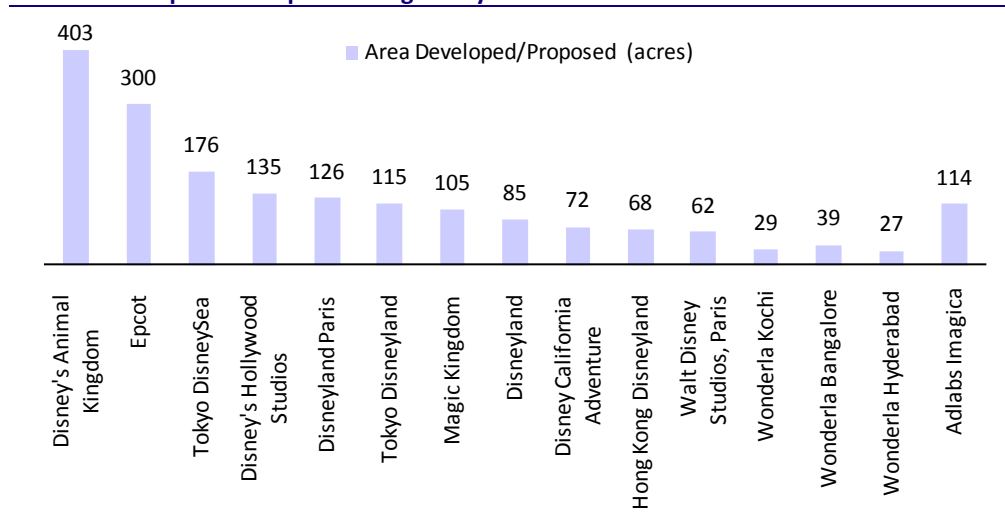 Area Developed/Proposed (acres)
403
300
176
135
126
115
105
85
72
68
62
29
39
27
114
Disney's Animal
Kingdom
Epcot
Tokyo DisneySea
Disney's Hollywood
Studios
Disneyland Paris
Tokyo Disneyland
Magic Kingdom
Disneyland
Disney California
Adventure
Hong Kong Disneyland
Walt Disney
Studios, Paris
Wonderla Kochi
Wonderla Bangalore
Wonderla Hyderabad
Adlabs Imagica